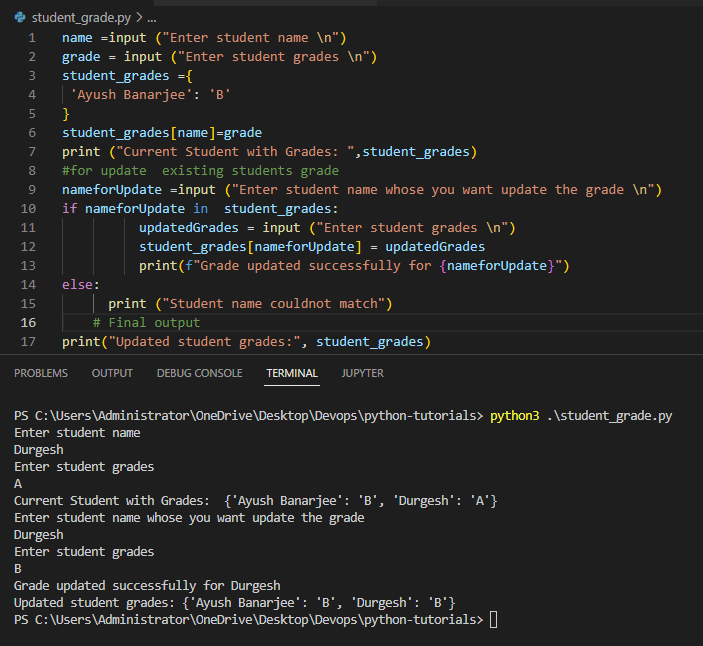 student_grade.py > ...
1 name =input ("Enter student name \n")
2 grade = input ("Enter student grades \n")
3 student_grades ={
4  'Ayush Banarjee': 'B'
5 }
6 student_grades[name]=grade
7 print ("Current Student with Grades: ",student_grades)
8 #for update  existing students grade
9 nameforUpdate =input ("Enter student name whose you want update the grade \n")
10 if nameforUpdate in  student_grades:
11           updatedGrades = input ("Enter student grades \n")
12           student_grades[nameforUpdate] = updatedGrades
13           print(f"Grade updated successfully for {nameforUpdate}")
14 else:
15       print ("Student name couldnot match")
16     # Final output
17 print("Updated student grades:", student_grades)
PROBLEMS OUTPUT DEBUG CONSOLE TERMINAL JUPYTER
PS C:\Users\Administrator\OneDrive\Desktop\Devops\python-tutorials> python3 .\student_grade.py
Enter student name
Durgesh
Enter student grades
A
Current Student with Grades:  {'Ayush Banarjee': 'B', 'Durgesh': 'A'}
Enter student name whose you want update the grade
Durgesh
Enter student grades
B
Grade updated successfully for Durgesh
Updated student grades: {'Ayush Banarjee': 'B', 'Durgesh': 'B'}
PS C:\Users\Administrator\OneDrive\Desktop\Devops\python-tutorials>